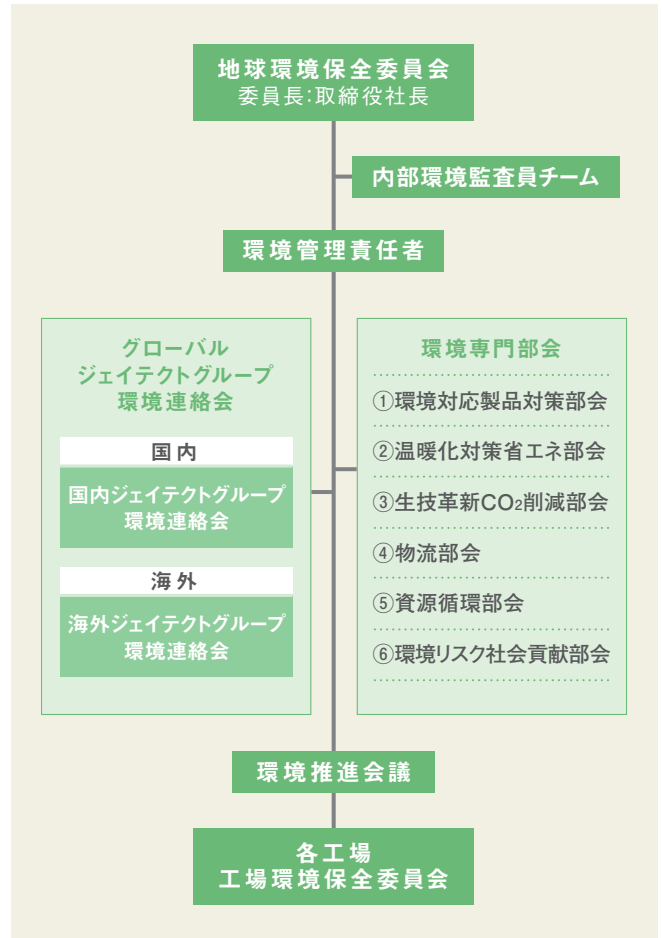 地球環境保全委員会
委員長:取締役社長
内部環境監査員チーム
環境管理責任者
グローバル
ジェイテクトグループ
環境連絡会
国内
国内ジェイテクトグループ
環境連絡会
海外
海外ジェイテクトグループ
環境連絡会
環境専門部会
①環境対応製品対策部会
②温暖化対策省エネ部会
③生技革新CO₂削減部会
④物流部会
⑤資源循環部会
⑥環境リスク社会貢献部会
環境推進会議
各工場
工場環境保全委員会